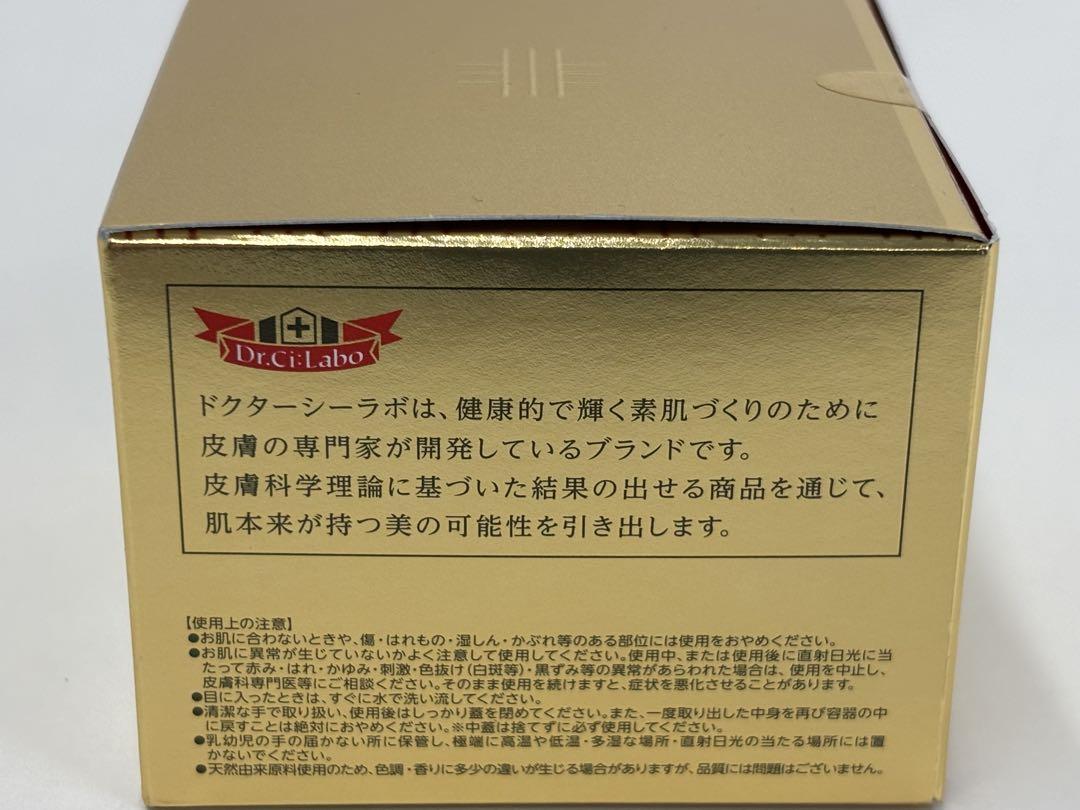 Dr.Ci:Labo
ドクターシーラボは、健康的で輝く素肌づくりのために
皮膚の専門家が開発しているブランドです。
皮膚科学理論に基づいた結果の出せる商品を通じて、
肌本来が持つ美の可能性を引き出します。
【使用上の注意】
●お肌に合わないときや、傷・はれもの・湿しん・かぶれ等のある部位には使用をおやめください。
●お肌に異常が生じていないかよく注意して使用してください。使用中、または使用後に直射日光に当
たって赤み・はれ・かゆみ・刺激・色抜け(白斑等)・黒ずみ等の異常があらわれた場合は、使用を中止し、
皮膚科専門医等にご相談ください。そのまま使用を続けますと、症状を悪化させることがあります。
●目に入ったときは、すぐに水で洗い流してください。
●清潔な手で取り扱い、使用後はしっかり蓋を閉めてください。また、一度取り出した中身を再び容器の中
に戻すことは絶対におやめください。※中蓋は捨てずに必ず使用してください。
●乳幼児の手の届かない所に保管し、極端に高温や低温・多湿な場所・直射日光の当たる場所には置
かないでください。
●天然由来原料使用のため、色調・香りに多少の違いが生じる場合がありますが、品質には問題はございません。